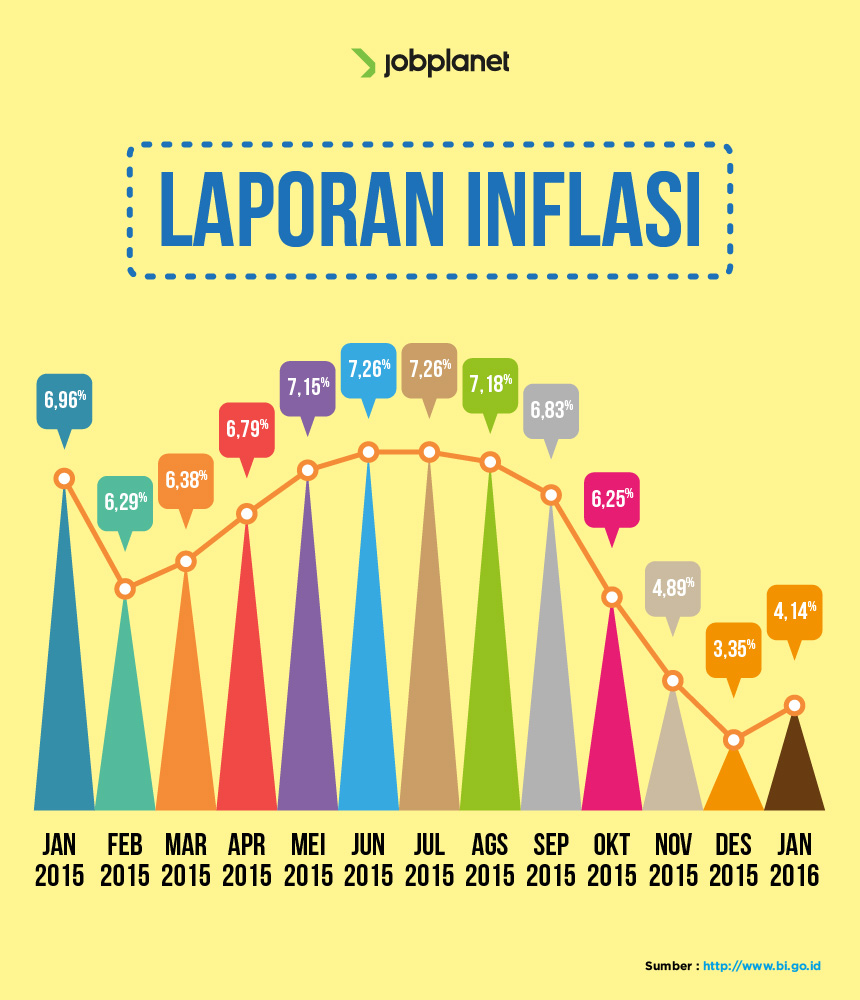 jobplanet
LAPORAN INFLASI
6,96%
6,29%
6,38%
6,79%
7,15%
7,26%
7,26%
7,18%
6,83%
6,25%
4,89%
3,35%
4,14%
JAN FEB MAR APR MEI JUN JUL AGS SEP OKT NOV DES JAN
2015 2015 2015 2015 2015 2015 2015 2015 2015 2015 2015 2015 2016
Sumber : http://www.bi.go.id